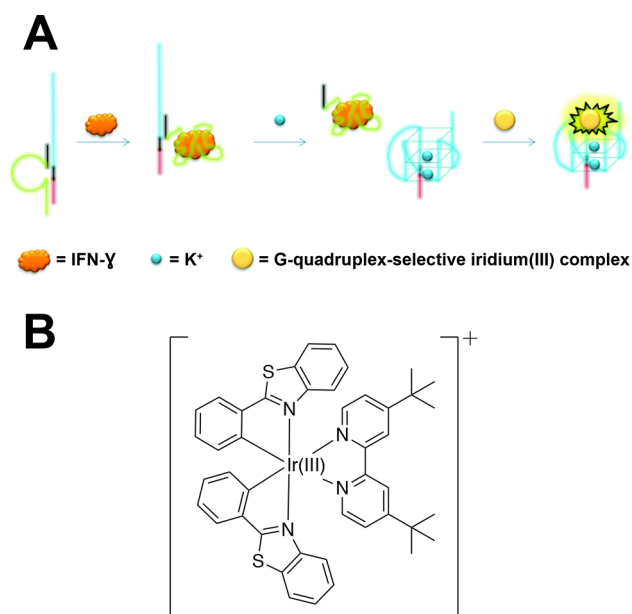 A
= IFN-Ɣ = K⁺ = G-quadruplex-selective iridium(III) complex
B
+
S
N
N
Ir(III)
N
N
S